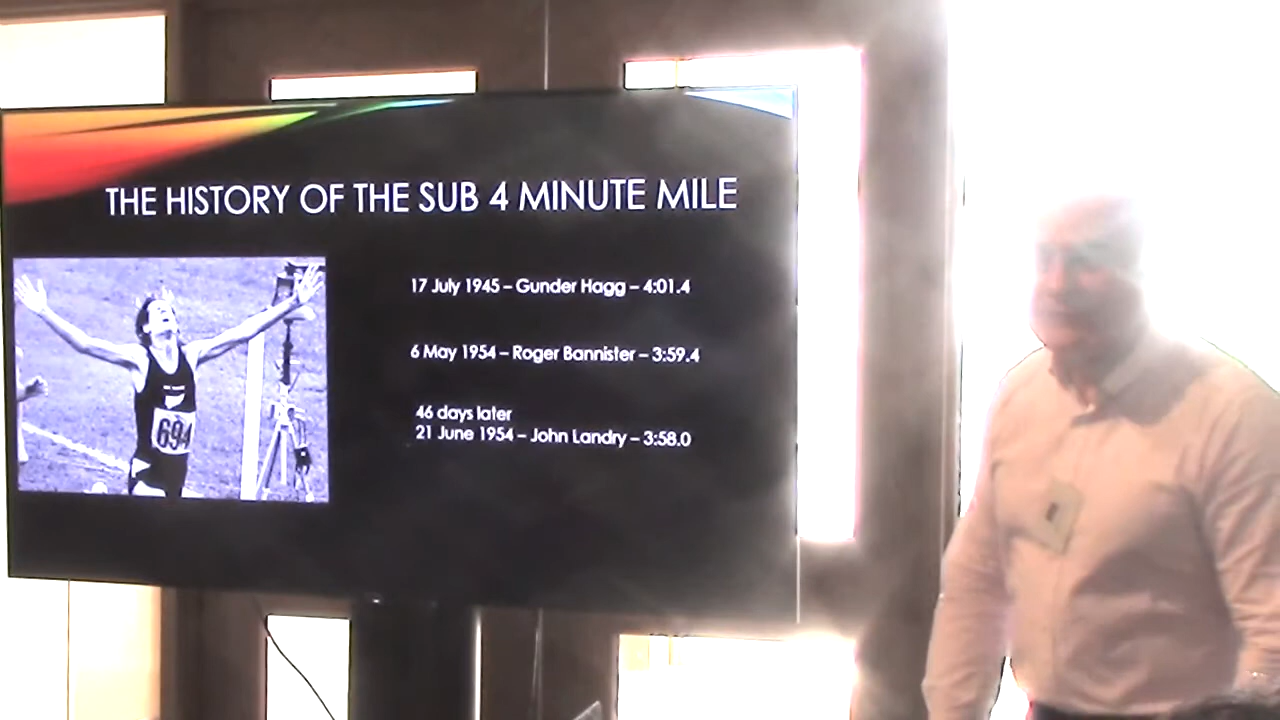 THE HISTORY OF THE SUB 4 MINUTE MILE
17 July 1945 – Gunder Hagg – 4:01.4
6 May 1954 – Roger Bannister – 3:59.4
46 days later
21 June 1954 – John Landry – 3:58.0
694